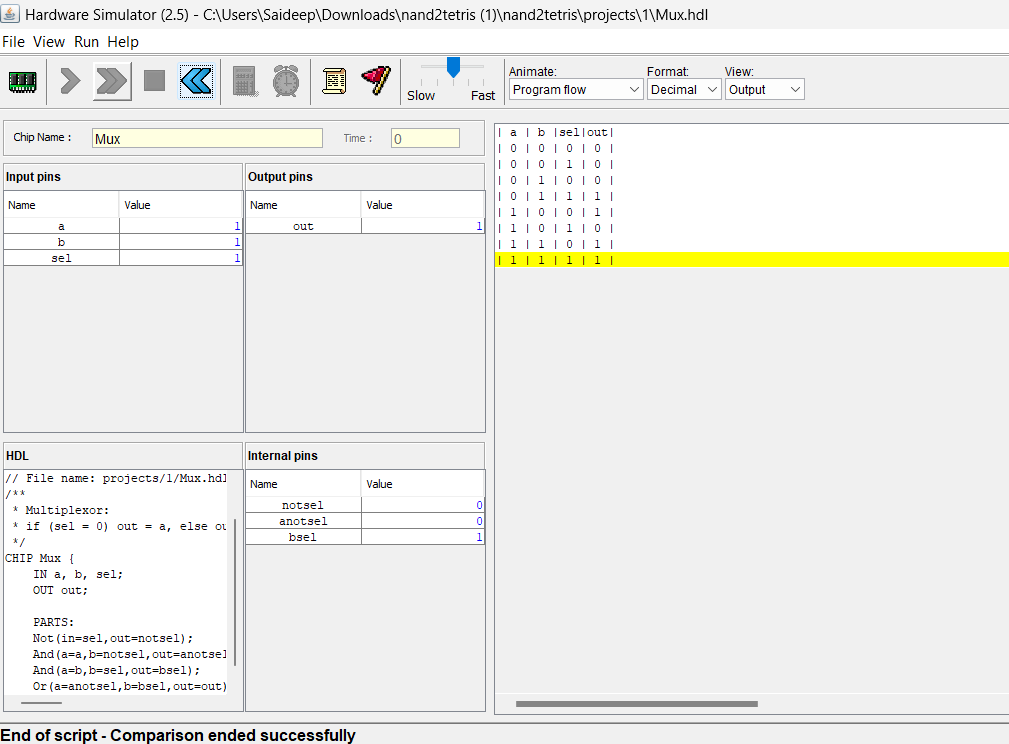 Hardware Simulator (2.5) - C:\Users\Saideep\Downloads\nand2tetris (1)\nand2tetris\projects\1\Mux.hdl
File View Run Help
Slow Fast
Animate: Format: View:
Program flow Decimal Output
Chip Name : Mux Time : 0
Input pins
Name Value
a 1
b 1
sel 1
Output pins
Name Value
out 1
HDL
// File name: projects/1/Mux.hdl
/**
* Multiplexor:
* if (sel = 0) out = a, else ou
*/
CHIP Mux {
IN a, b, sel;
OUT out;
PARTS:
Not(in=sel,out=notsel);
And(a=a,b=notsel,out=anotsel
And(a=b,b=sel,out=bsel);
Or(a=anotsel,b=bsel,out=out)
Internal pins
Name Value
notsel 0
anotsel 0
bsel 1
| a | b |sel|out|
| 0 | 0 | 0 | 0 |
| 0 | 0 | 1 | 0 |
| 0 | 1 | 0 | 0 |
| 0 | 1 | 1 | 1 |
| 1 | 0 | 0 | 1 |
| 1 | 0 | 1 | 0 |
| 1 | 1 | 0 | 1 |
| 1 | 1 | 1 | 1 |
End of script - Comparison ended successfully